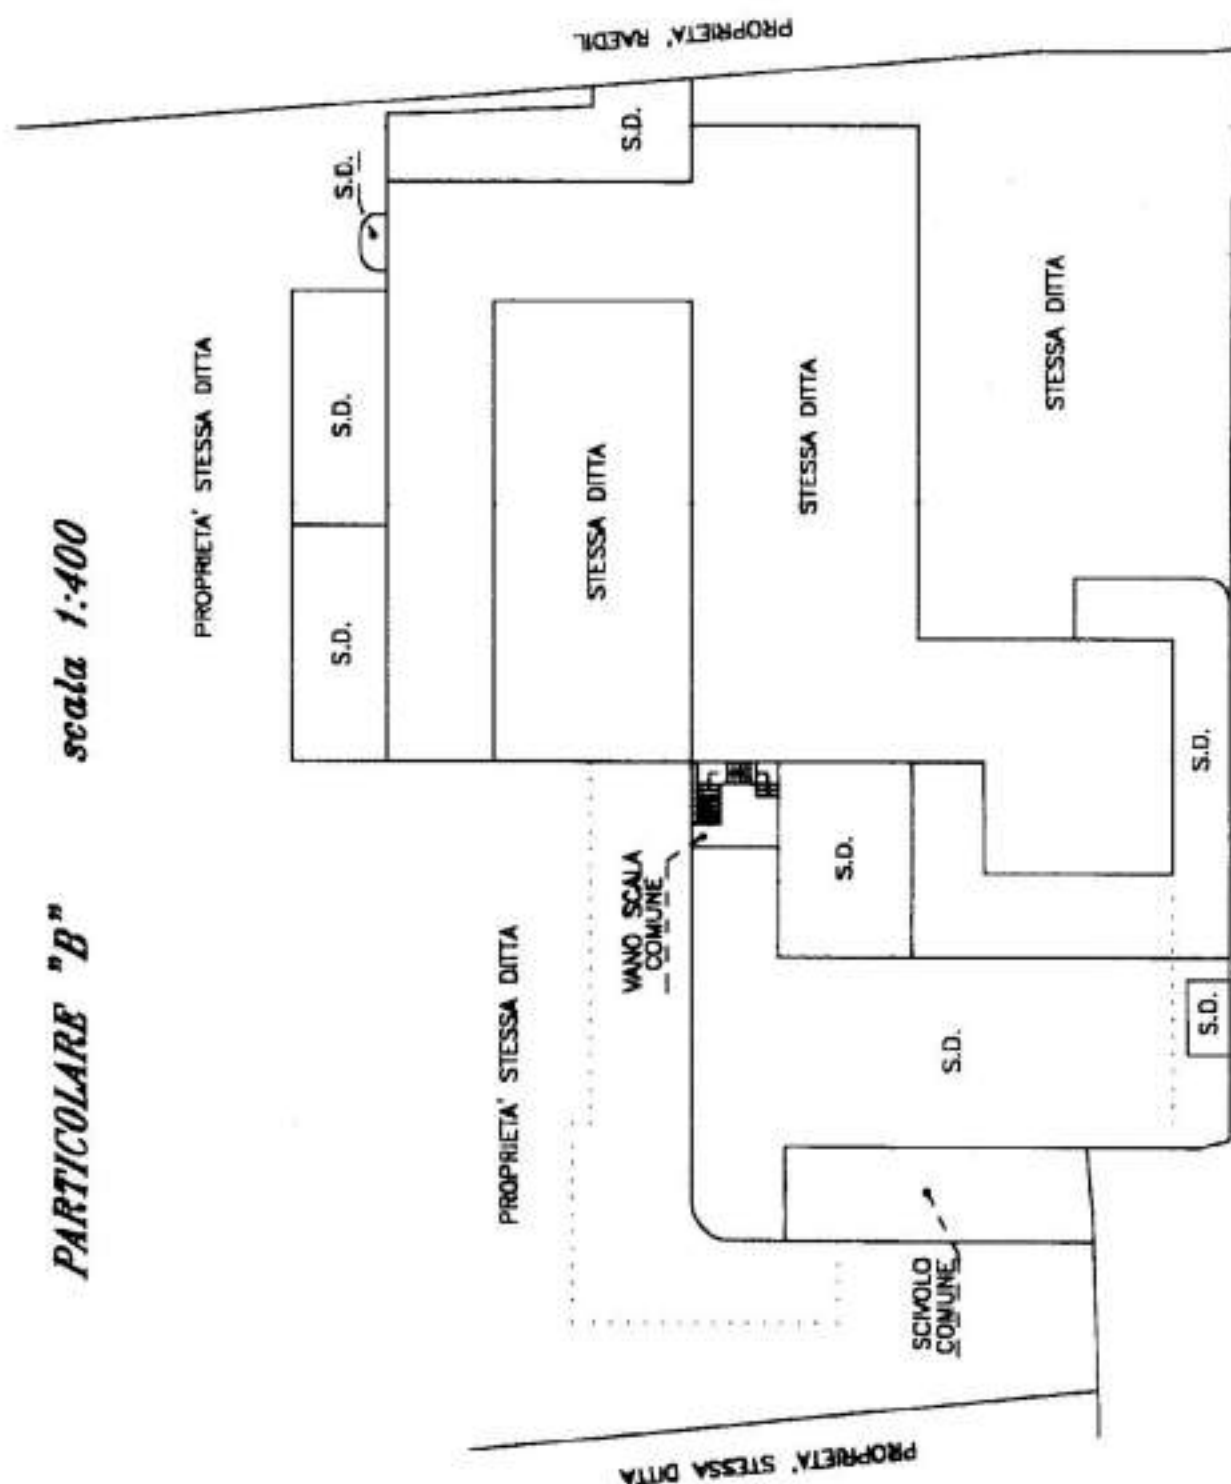 PARTICOLARE "B" scala 1:400
PROPRIETA' STESSA DITTA
S.D.
S.D.
S.D.
PROPRIETA' STESSA DITTA
STESSA DITTA
VANO SCALA
COMUNE
S.D.
PROPRIETA' RAEDIL
PROPRIETA' STESSA DITTA
STESSA DITTA
S.D.
SCIVOLO
COMUNE
S.D.
STESSA DITTA
S.D.
S.D.